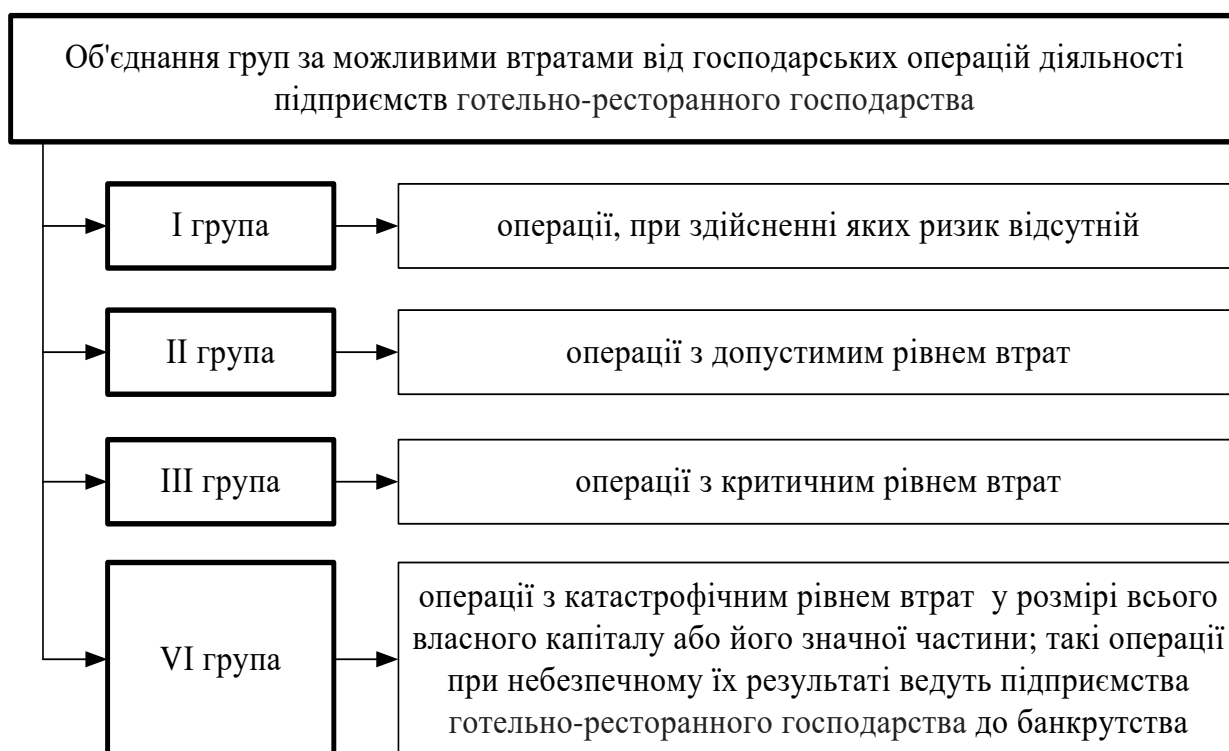 Об'єднання груп за можливими втратами від господарських операцій діяльності
підприємств готельно-ресторанного господарства
I група
операції, при здійсненні яких ризик відсутній
II група
операції з допустимим рівнем втрат
III група
операції з критичним рівнем втрат
VI група
операції з катастрофічним рівнем втрат у розмірі всього
власного капіталу або його значної частини; такі операції
при небезпечному їх результаті ведуть підприємства
готельно-ресторанного господарства до банкрутства